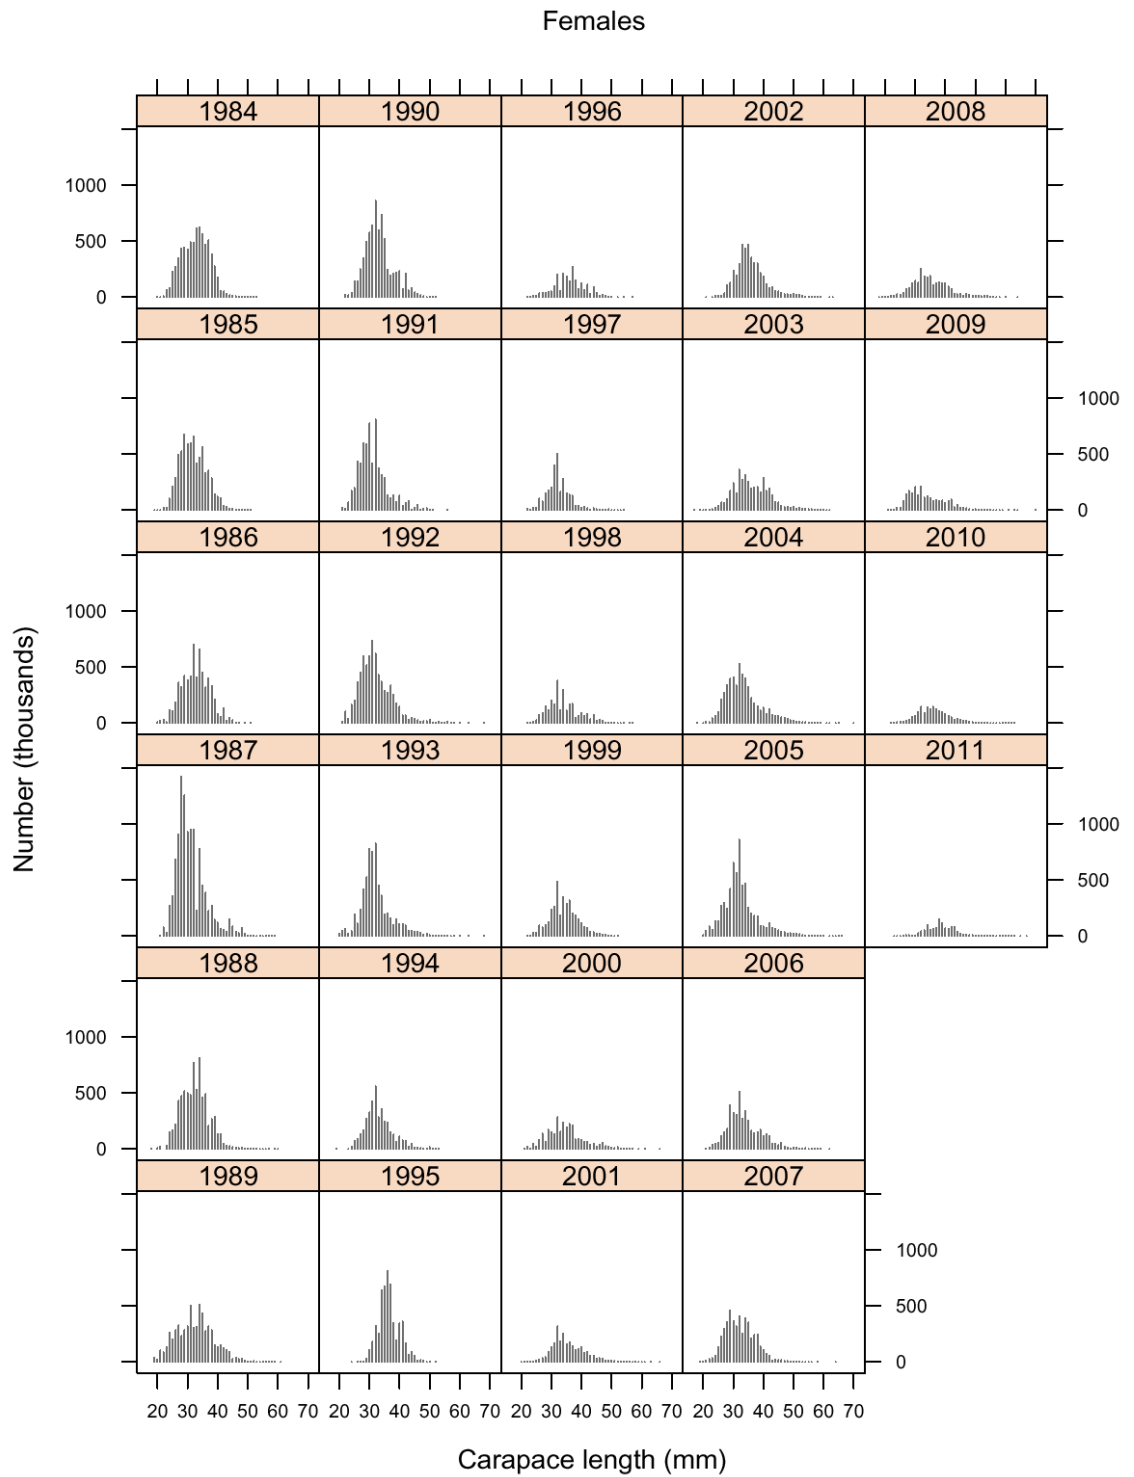 Females
1984 1990 1996 2002 2008
1000
500
0
1985 1991 1997 2003 2009
1000
500
0
1986 1992 1998 2004 2010
1000
500
0
1987 1993 1999 2005 2011
1000
500
0
1988 1994 2000 2006
1000
500
0
1989 1995 2001 2007
1000
500
0
20 30 40 50 60 70 20 30 40 50 60 70 20 30 40 50 60 70 20 30 40 50 60 70
Number (thousands)
Carapace length (mm)